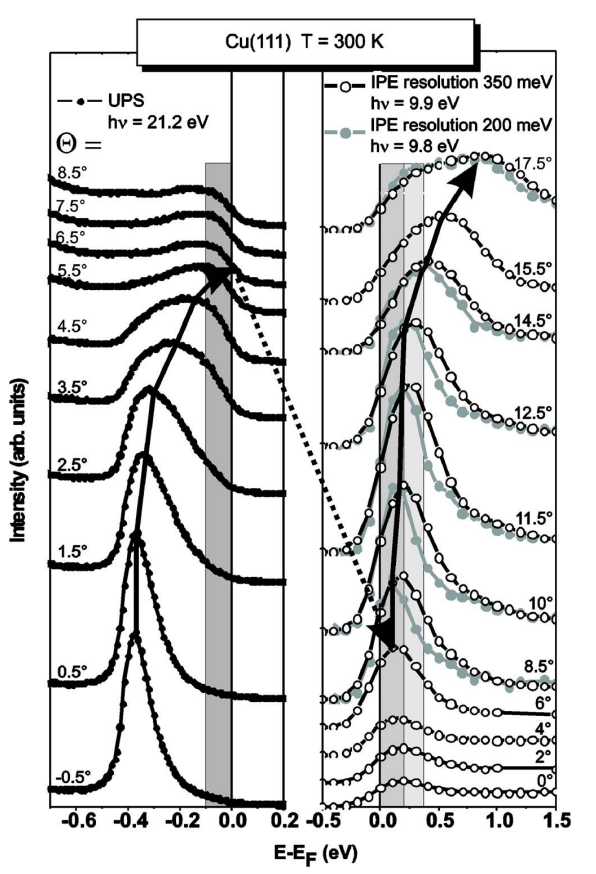 Cu(111) T = 300 K
UPS
hν = 21.2 eV
Θ =
IPE resolution 350 meV
hν = 9.9 eV
IPE resolution 200 meV
hν = 9.8 eV
8.5°
7.5°
6.5°
5.5°
4.5°
3.5°
2.5°
1.5°
0.5°
-0.5°
17.5°
15.5°
14.5°
12.5°
11.5°
10°
8.5°
6°
4°
2°
0°
Intensity (arb. units)
-0.6 -0.4 -0.2 0.0 0.2
-0.5 0.0 0.5 1.0 1.5
E-EF (eV)